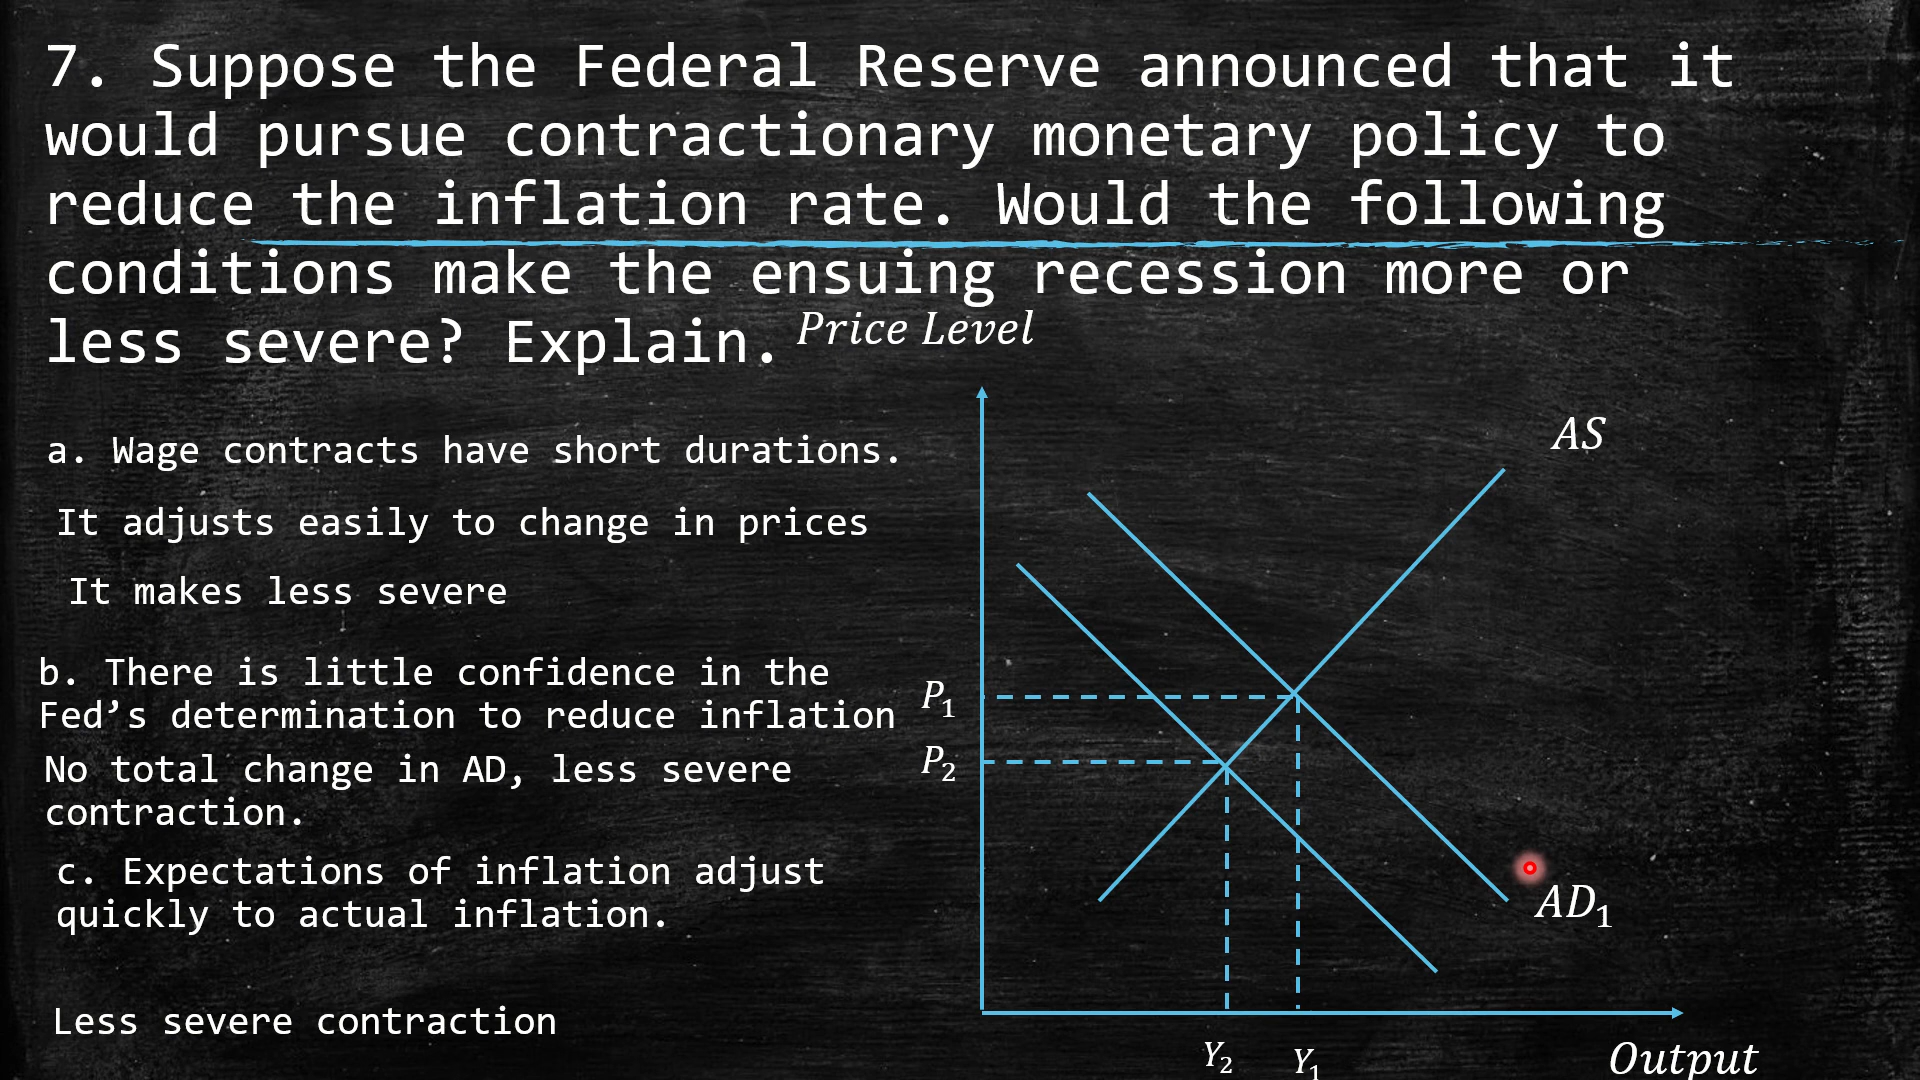 7. Suppose the Federal Reserve announced that it
would pursue contractionary monetary policy to
reduce the inflation rate. Would the following
conditions make the ensuing recession more or
less severe? Explain.
Price Level
a. Wage contracts have short durations.
It adjusts easily to change in prices
It makes less severe
b. There is little confidence in the
Fed’s determination to reduce inflation
No total change in AD, less severe
contraction.
c. Expectations of inflation adjust
quickly to actual inflation.
Less severe contraction
AS
P₁
P₂
AD₁
Y₂
Y₁
Output